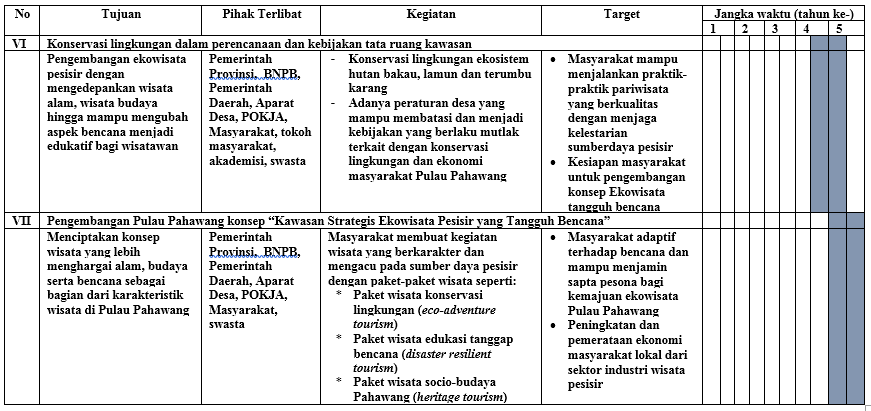 No Tujuan Pihak Terlibat Kegiatan Target Jangka waktu (tahun ke-)
1 2 3 4 5
VI Konservasi lingkungan dalam perencanaan dan kebijakan tata ruang kawasan
Pengembangan ekowisata
pesisir dengan
mengedepankan wisata
alam, wisata budaya
hingga mampu mengubah
aspek bencana menjadi
edukatif bagi wisatawan
Pemerintah
Provinsi, BNPB,
Pemerintah
Daerah, Aparat
Desa, POKJA,
Masyarakat, tokoh
masyarakat,
akademisi, swasta
- Konservasi lingkungan ekosistem
hutan bakau, lamun dan terumbu
karang
- Adanya peraturan desa yang
mampu membatasi dan menjadi
kebijakan yang berlaku mutlak
terkait dengan konservasi
lingkungan dan ekonomi
masyarakat Pulau Pahawang
• Masyarakat mampu
menjalankan praktik-
praktik pariwisata
yang berkualitas
dengan menjaga
kelestarian
sumberdaya pesisir
• Kesiapan masyarakat
untuk pengembangan
konsep Ekowisata
tangguh bencana
VII Pengembangan Pulau Pahawang konsep “Kawasan Strategis Ekowisata Pesisir yang Tangguh Bencana”
Menciptakan konsep
wisata yang lebih
menghargai alam, budaya
serta bencana sebagai
bagian dari karakteristik
wisata di Pulau Pahawang
Pemerintah
Provinsi, BNPB,
Pemerintah
Daerah, Aparat
Desa, POKJA,
Masyarakat,
swasta
Masyarakat membuat kegiatan
wisata yang berkarakter dan
mengacu pada sumber daya pesisir
dengan paket-paket wisata seperti:
* Paket wisata konservasi
lingkungan (eco-adventure
tourism)
* Paket wisata edukasi tanggap
bencana (disaster resilient
tourism)
* Paket wisata socio-budaya
Pahawang (heritage tourism)
• Masyarakat adaptif
terhadap bencana dan
mampu menjamin
sapta pesona bagi
kemajuan ekowisata
Pulau Pahawang
• Peningkatan dan
pemerataan ekonomi
masyarakat lokal dari
sektor industri wisata
pesisir